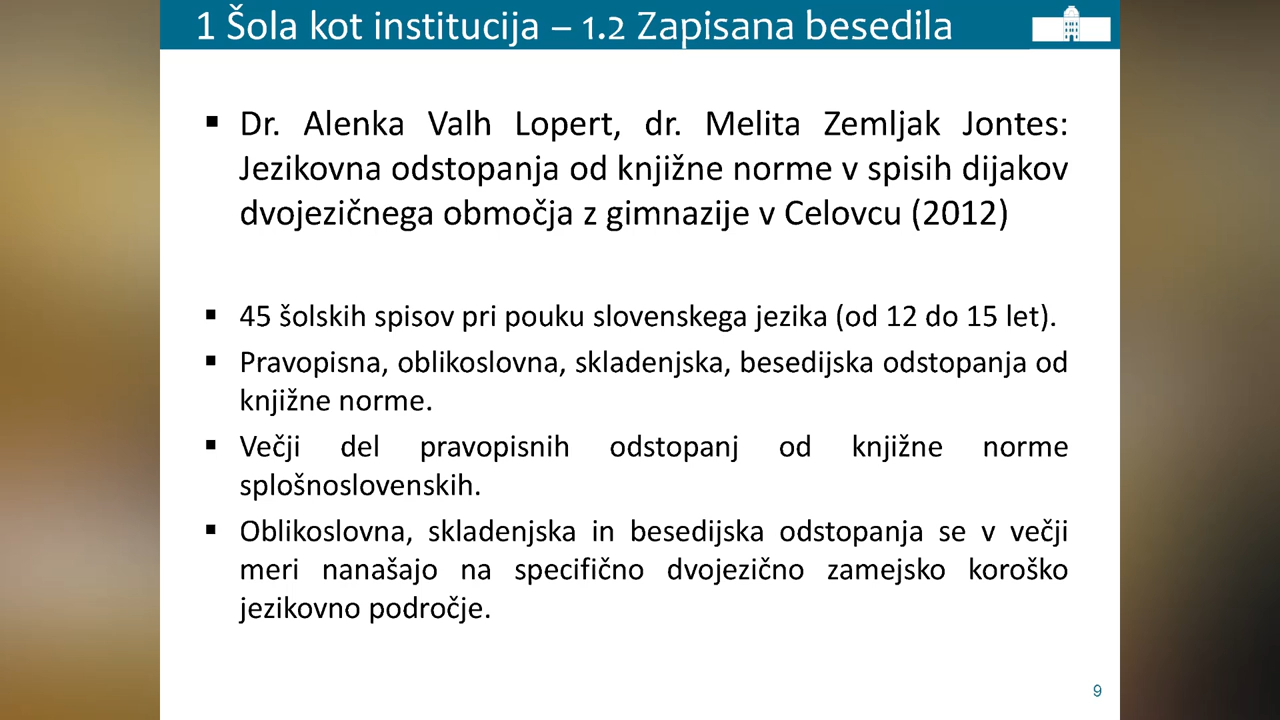 1 Šola kot institucija – 1.2 Zapisana besedila
▪ Dr. Alenka Valh Lopert, dr. Melita Zemljak Jontes:
Jezikovna odstopanja od knjižne norme v spisih dijakov
dvojezičnega območja z gimnazije v Celovcu (2012)
▪ 45 šolskih spisov pri pouku slovenskega jezika (od 12 do 15 let).
▪ Pravopisna, oblikoslovna, skladenjska, besedijska odstopanja od
knjižne norme.
▪ Večji del pravopisnih odstopanj od knjižne norme
splošnoslovenskih.
▪ Oblikoslovna, skladenjska in besedijska odstopanja se v večji
meri nanašajo na specifično dvojezično zamejsko koroško
jezikovno področje.
9